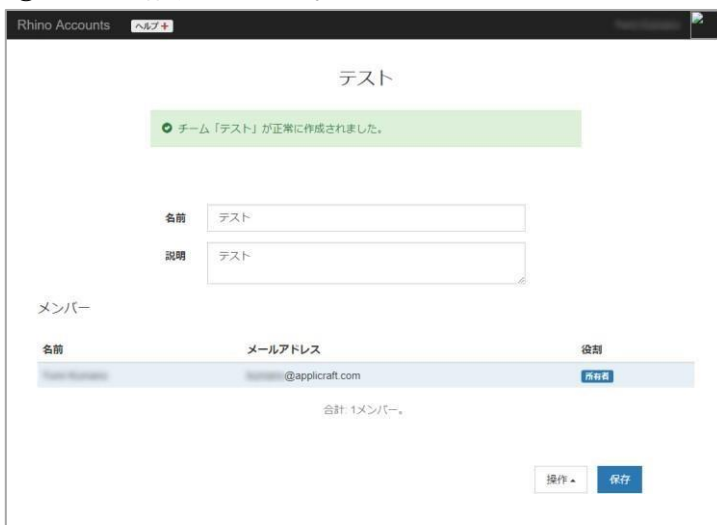 Rhino Accounts ヘルプ+
テスト
チーム「テスト」が正常に作成されました。
名前 テスト
説明 テスト
メンバー
名前 メールアドレス 役割
@applicraft.com 所有者
合計: 1メンバー。
操作 保存